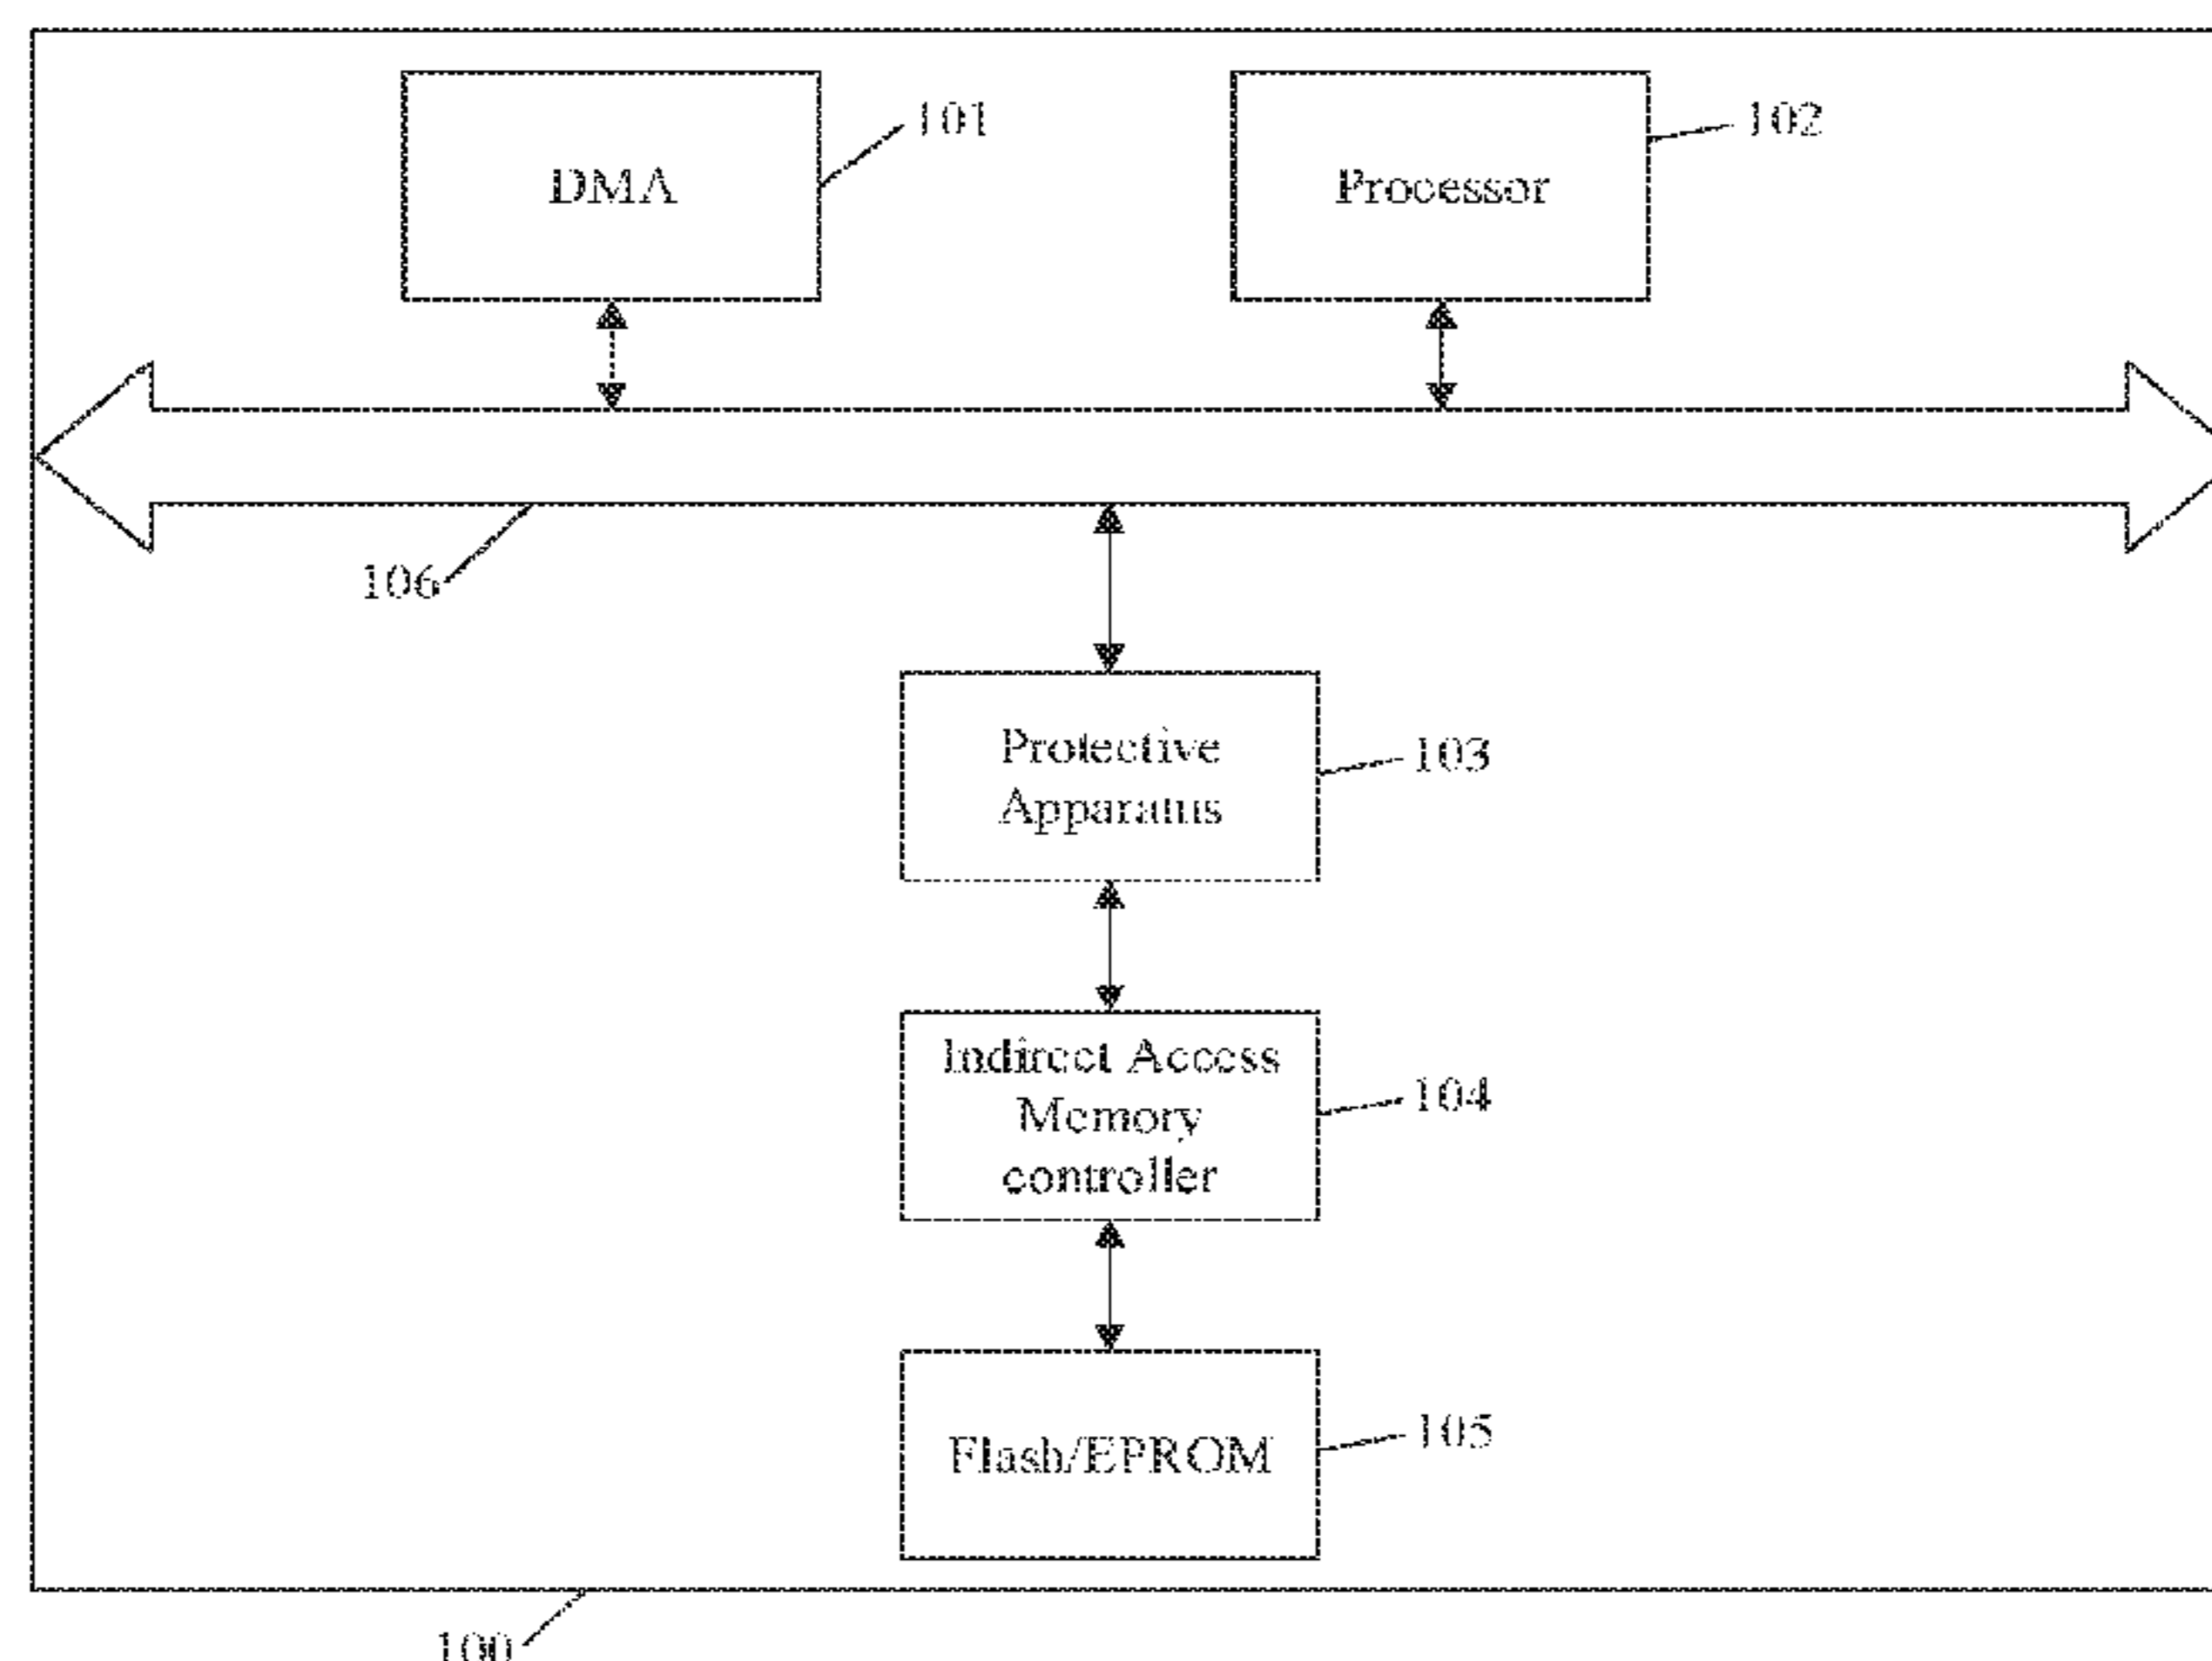 101
102
DMA
Processor
106
Protective
Apparatus
103
Indirect Access
Memory
controller
104
Flash/EPROM
105
100